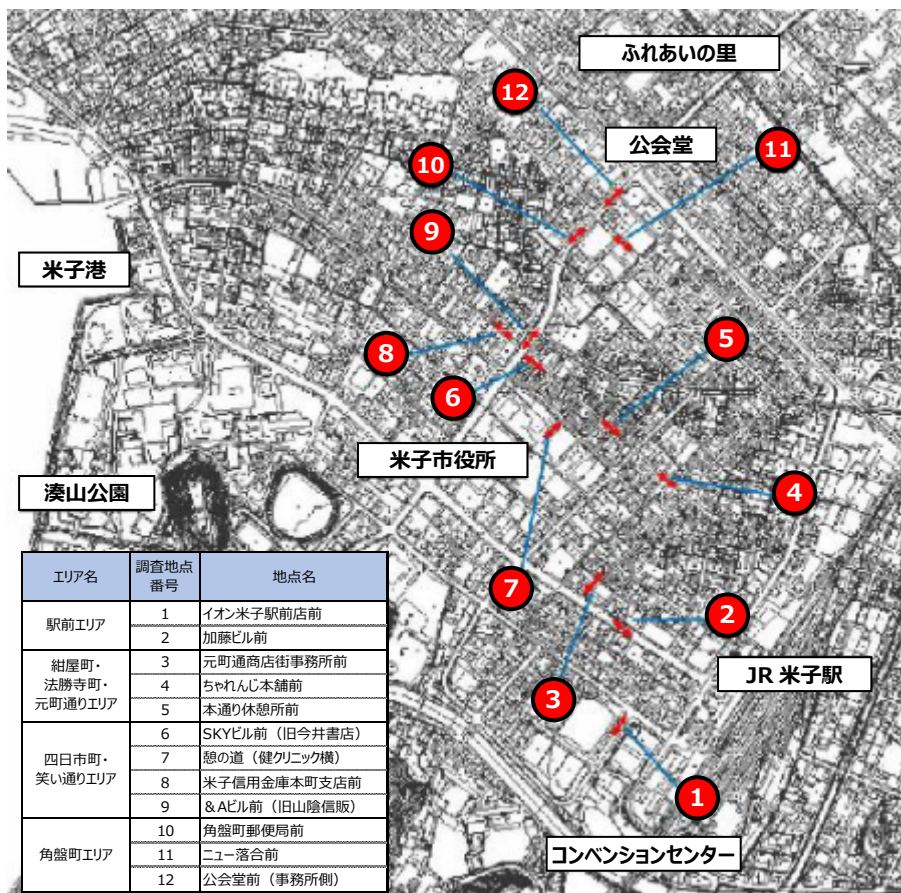 ふれあいの里
12
公会堂
11
10
9
米子港
8
5
6
米子市役所
湊山公園
4
7
2
JR 米子駅
3
1
コンベンションセンター
エリア名 調査地点番号 地点名
駅前エリア 1 イオン米子駅前店前
2 加藤ビル前
紺屋町・法勝寺町・元町通りエリア 3 元町通商店街事務所前
4 ちゃれんじ本舗前
5 本通り休憩所前
四日市町・笑い通りエリア 6 SKYビル前（旧今井書店）
7 憩の道（健クリニック横）
8 米子信用金庫本町支店前
9 &Aビル前（旧山陰信販）
角盤町エリア 10 角盤町郵便局前
11 ニュー落合前
12 公会堂前（事務所側）